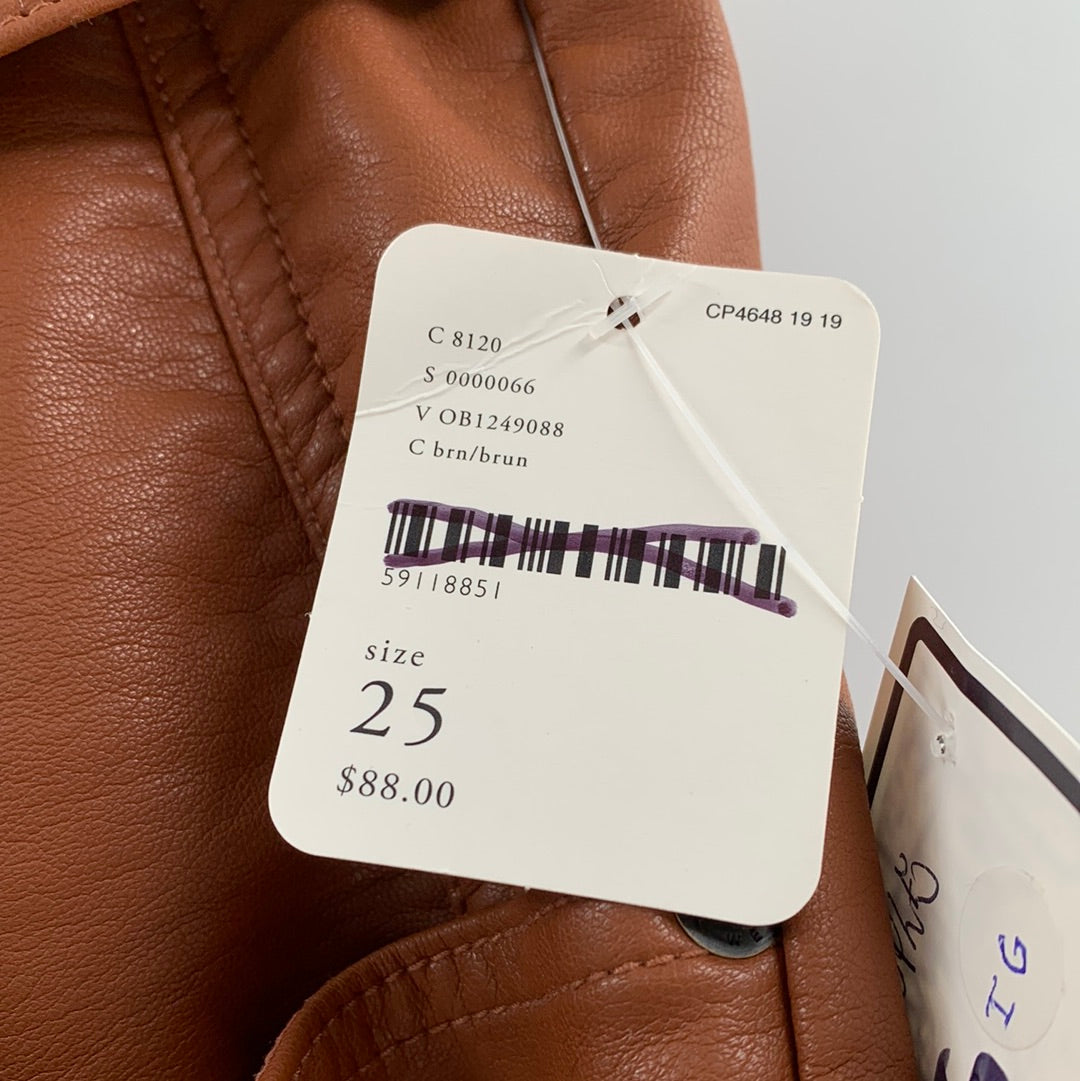 CP4648 19 19
C 8120
S 0000066
V OB1249088
C brn/brun
59118851
size
25
$88.00
IG